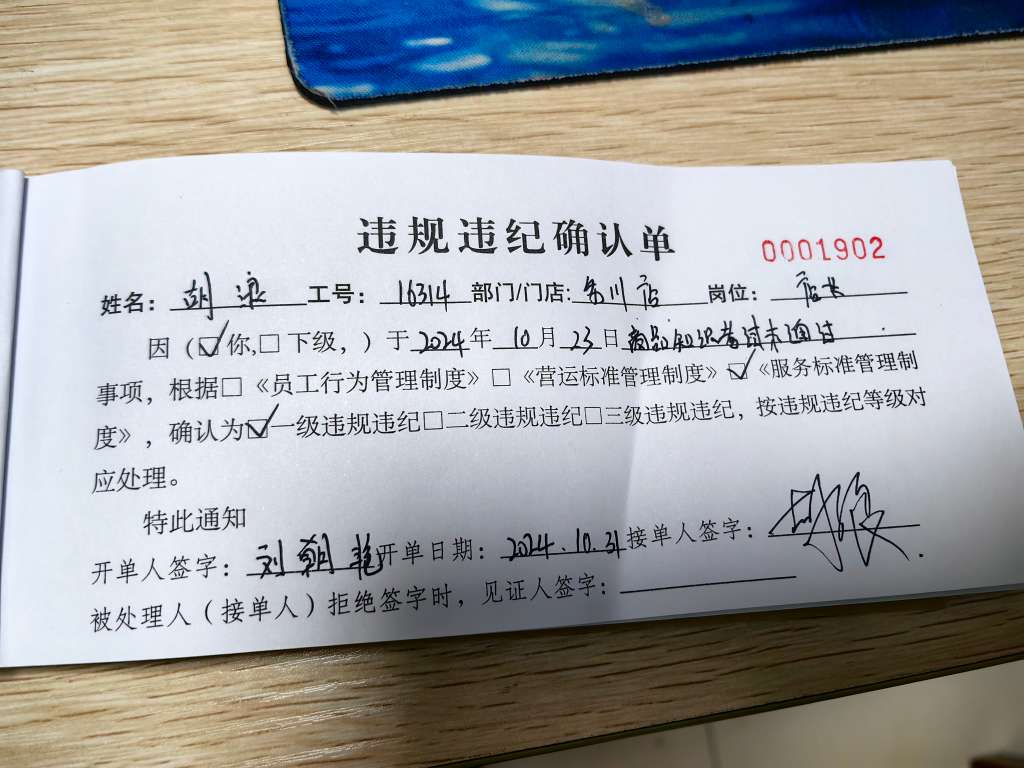 违规违纪确认单
0001902
姓名：胡浪 工号：16314 部门/门店：川店 岗位：店长
因（☑你,□下级，）于2024年10月23日商品知识考试未通过
事项，根据□《员工行为管理制度》□《营运标准管理制度》☑《服务标准管理制
度》，确认为☑一级违规违纪□二级违规违纪□三级违规违纪，按违规违纪等级对
应处理。
特此通知
开单人签字：刘朝艳 开单日期：2024.10.31 接单人签字：胡浪
被处理人（接单人）拒绝签字时，见证人签字：